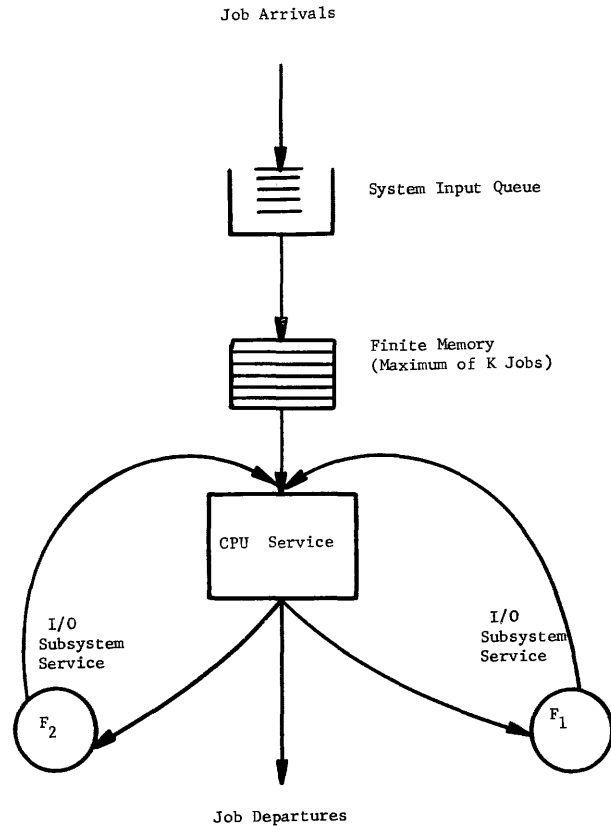 Job Arrivals
System Input Queue
Finite Memory
(Maximum of K Jobs)
CPU Service
I/O
Subsystem
Service
I/O
Subsystem
Service
F2
F1
Job Departures